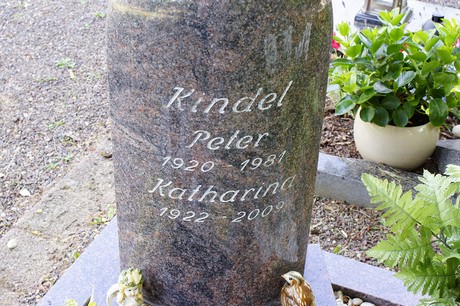 Kindel
Peter
1920 - 1981
Katharina
1922 - 2009